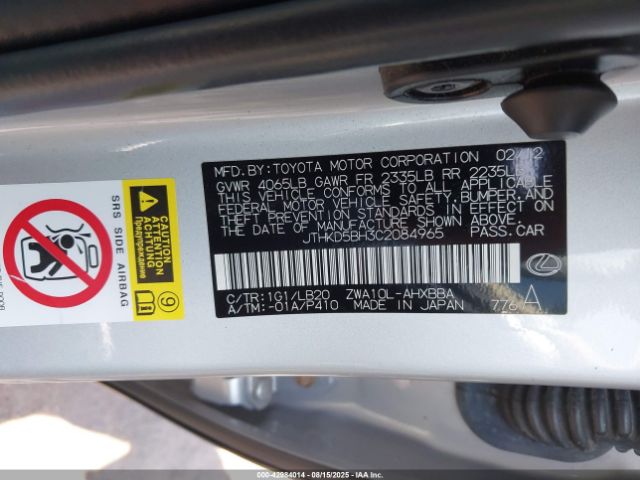 MFD.BY: TOYOTA MOTOR CORPORATION 02/12
GVWR 4065LB GAWR FR 2335LB RR 2235LB
THIS VEHICLE CONFORMS TO ALL APPLICABLE
FEDERAL MOTOR VEHICLE SAFETY, BUMPER, AND
THEFT PREVENTION STANDARDS IN EFFECT ON
THE DATE OF MANUFACTURE SHOWN ABOVE.
JTHKD5BH3C2084965 PASS.CAR
C/TR:1G1/LB20 ZWA10L-AHXBBA
A/TM:-01A/P410 MADE IN JAPAN 776 A
CAUTION
ATTENTION
ACHTUNG
Предупреждение
SRS SIDE AIRBAG
9
000-42984014 - 08/15/2025 - IAAI, Inc.